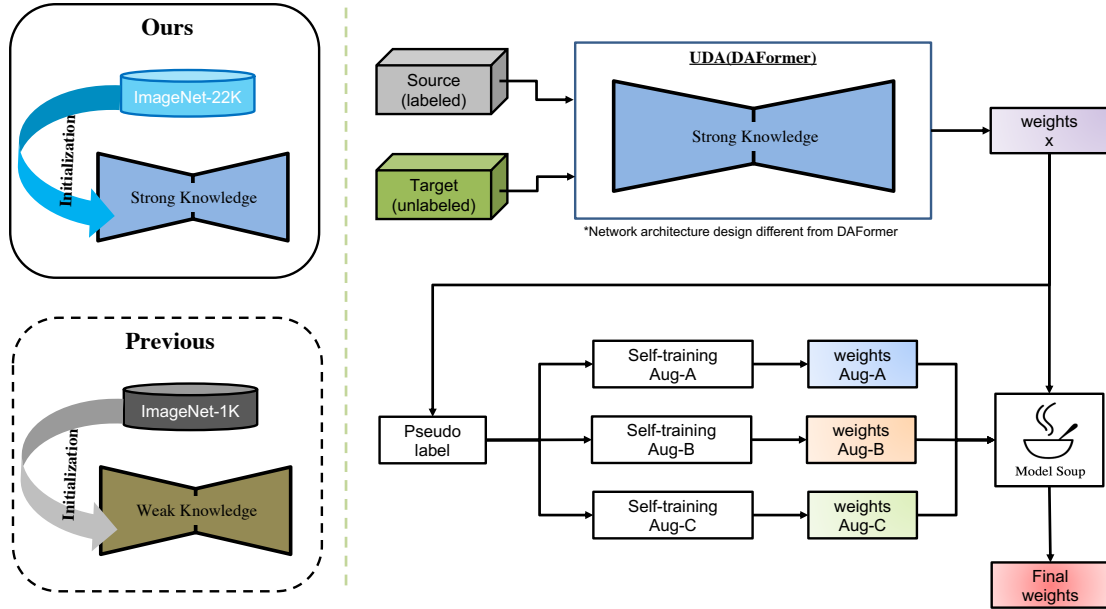 Ours
ImageNet-22K
Initialization
Strong Knowledge
Previous
ImageNet-1K
Initialization
Weak Knowledge
Source
(labeled)
Target
(unlabeled)
UDA(DAFormer)
Strong Knowledge
*Network architecture design different from DAFormer
weights
x
Pseudo
label
Self-training
Aug-A
weights
Aug-A
Self-training
Aug-B
weights
Aug-B
Self-training
Aug-C
weights
Aug-C
Model Soup
Final
weights